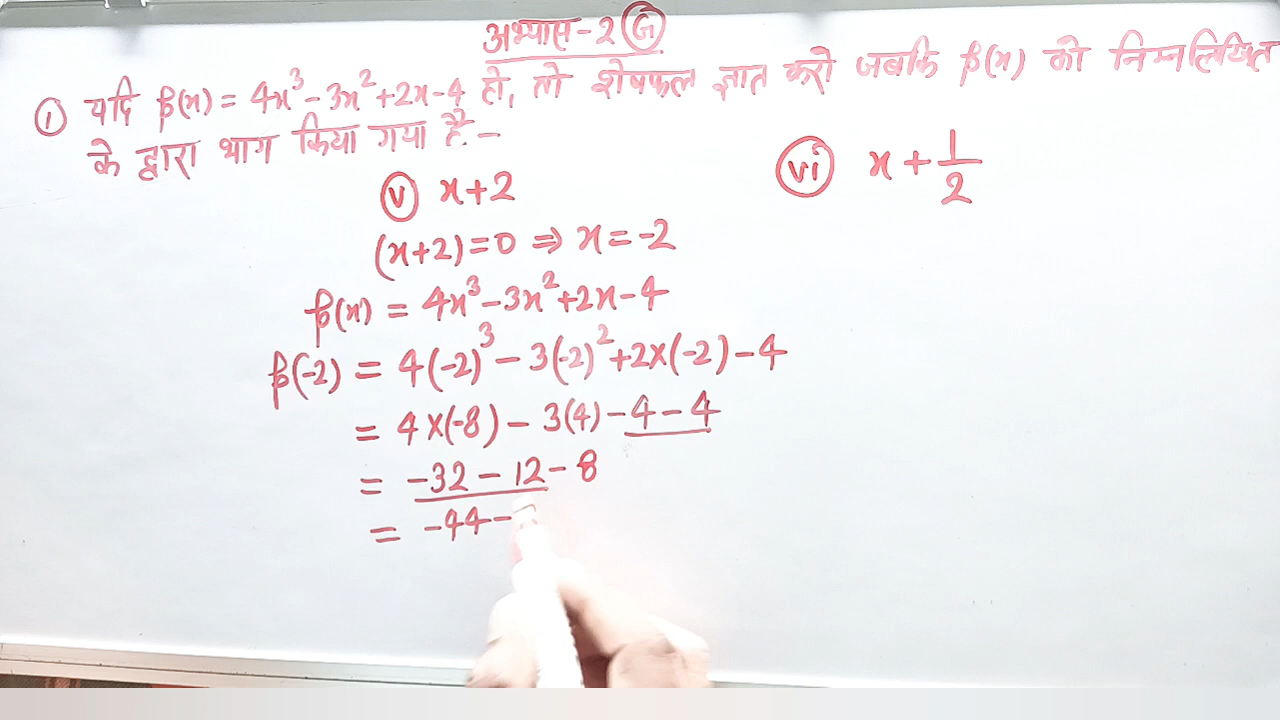 अभ्यास-2 G
① यदि p(x) = 4x³-3x²+2x-4 हो, तो शेषफल ज्ञात करो जबकि p(x) को निम्नलिखित
के द्वारा भाग किया गया है -
(v) x+2
(x+2)=0 ⇒ x=-2
p(x) = 4x³-3x²+2x-4
p(-2) = 4(-2)³-3(-2)²+2×(-2)-4
= 4×(-8)-3(4)-4-4
= -32-12-8
= -44-
(vi) x+1/2